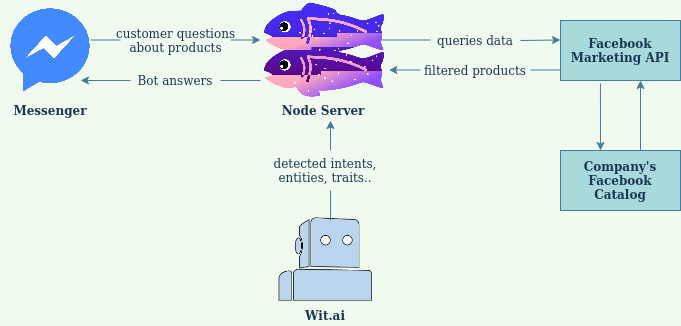 customer questions
about products
queries data
Facebook
Marketing API
Bot answers
filtered products
Messenger
Node Server
detected intents,
entities, traits..
Company's
Facebook
Catalog
Wit.ai